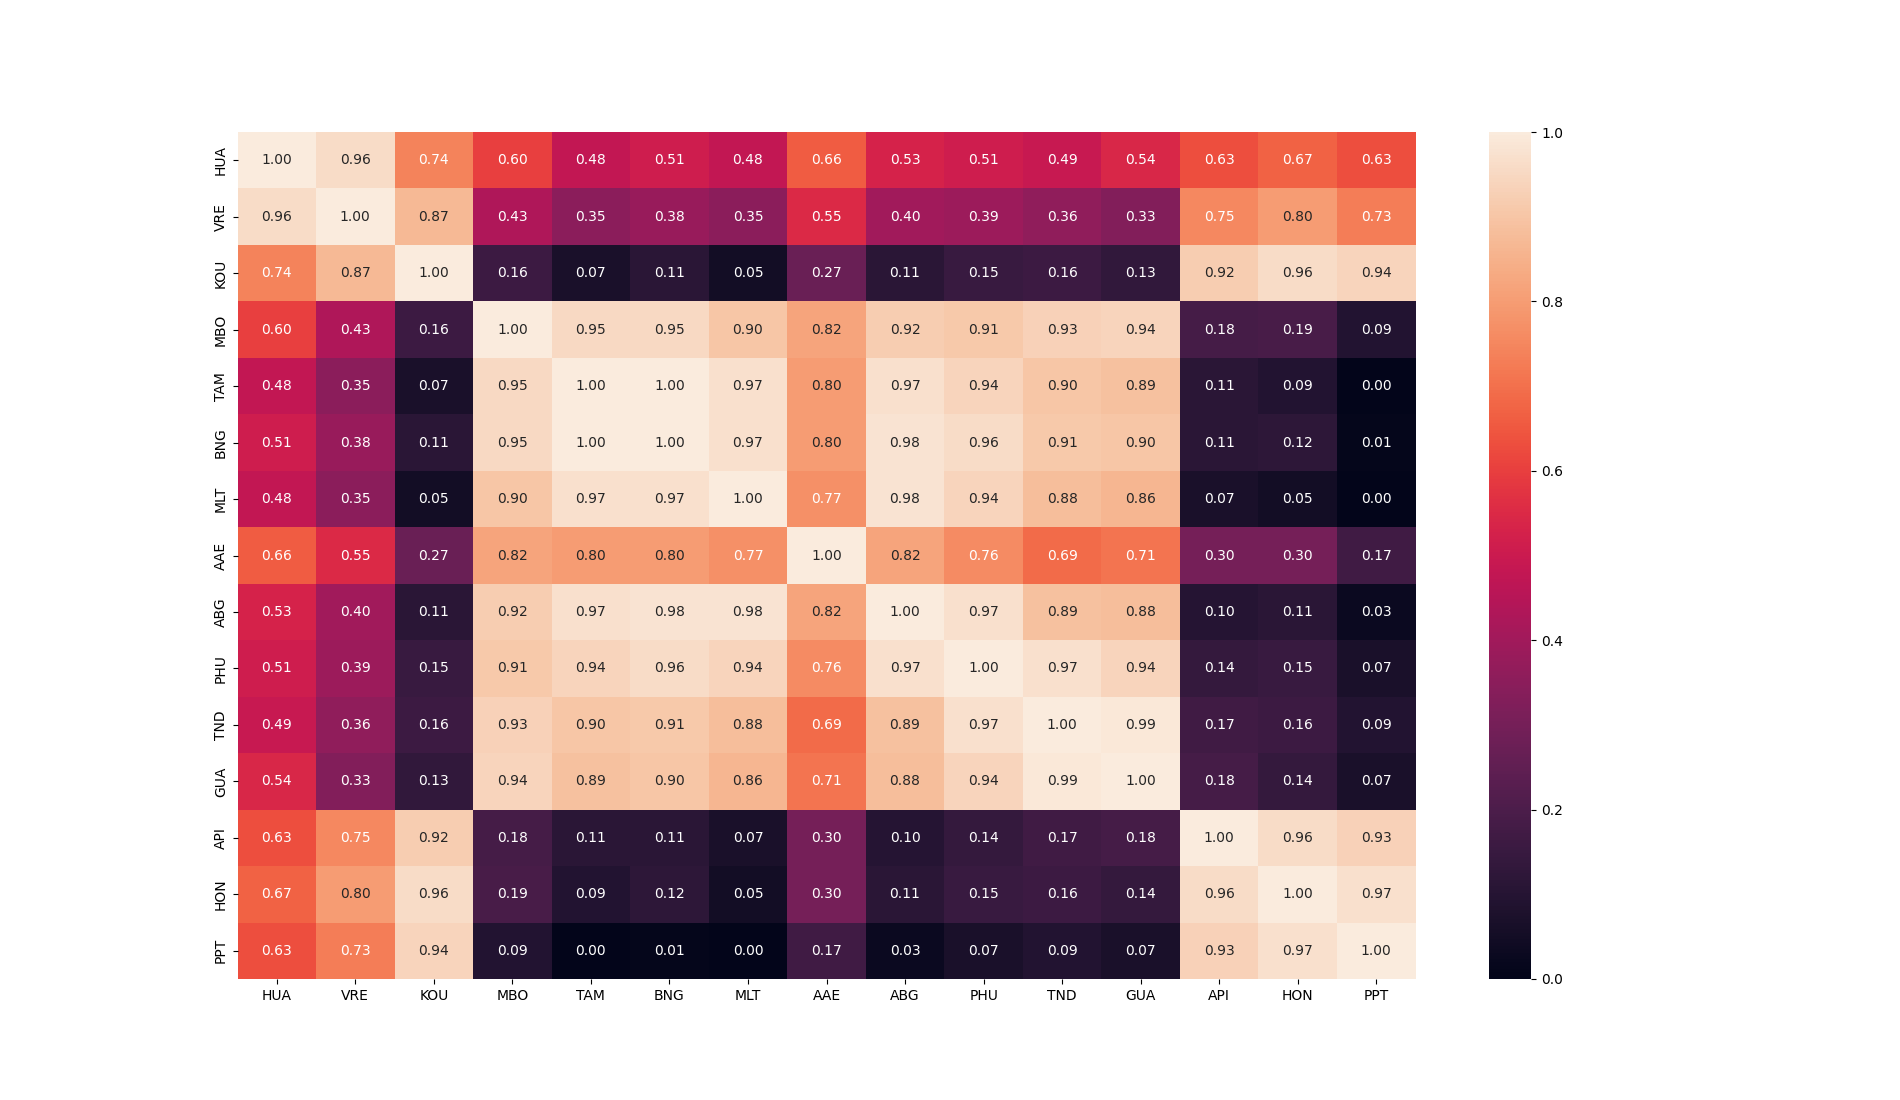 HUA 1.00 0.96 0.74 0.60 0.48 0.51 0.48 0.66 0.53 0.51 0.49 0.54 0.63 0.67 0.63
VRE 0.96 1.00 0.87 0.43 0.35 0.38 0.35 0.55 0.40 0.39 0.36 0.33 0.75 0.80 0.73
KOU 0.74 0.87 1.00 0.16 0.07 0.11 0.05 0.27 0.11 0.15 0.16 0.13 0.92 0.96 0.94
MBO 0.60 0.43 0.16 1.00 0.95 0.95 0.90 0.82 0.92 0.91 0.93 0.94 0.18 0.19 0.09
TAM 0.48 0.35 0.07 0.95 1.00 1.00 0.97 0.80 0.97 0.94 0.90 0.89 0.11 0.09 0.00
BNG 0.51 0.38 0.11 0.95 1.00 1.00 0.97 0.80 0.98 0.96 0.91 0.90 0.11 0.12 0.01
MLT 0.48 0.35 0.05 0.90 0.97 0.97 1.00 0.77 0.98 0.94 0.88 0.86 0.07 0.05 0.00
AAE 0.66 0.55 0.27 0.82 0.80 0.80 0.77 1.00 0.82 0.76 0.69 0.71 0.30 0.30 0.17
ABG 0.53 0.40 0.11 0.92 0.97 0.98 0.98 0.82 1.00 0.97 0.89 0.88 0.10 0.11 0.03
PHU 0.51 0.39 0.15 0.91 0.94 0.96 0.94 0.76 0.97 1.00 0.97 0.94 0.14 0.15 0.07
TND 0.49 0.36 0.16 0.93 0.90 0.91 0.88 0.69 0.89 0.97 1.00 0.99 0.17 0.16 0.09
GUA 0.54 0.33 0.13 0.94 0.89 0.90 0.86 0.71 0.88 0.94 0.99 1.00 0.18 0.14 0.07
API 0.63 0.75 0.92 0.18 0.11 0.11 0.07 0.30 0.10 0.14 0.17 0.18 1.00 0.96 0.93
HON 0.67 0.80 0.96 0.19 0.09 0.12 0.05 0.30 0.11 0.15 0.16 0.14 0.96 1.00 0.97
PPT 0.63 0.73 0.94 0.09 0.00 0.01 0.00 0.17 0.03 0.07 0.09 0.07 0.93 0.97 1.00
HUA VRE KOU MBO TAM BNG MLT AAE ABG PHU TND GUA API HON PPT
1.0
0.8
0.6
0.4
0.2
0.0